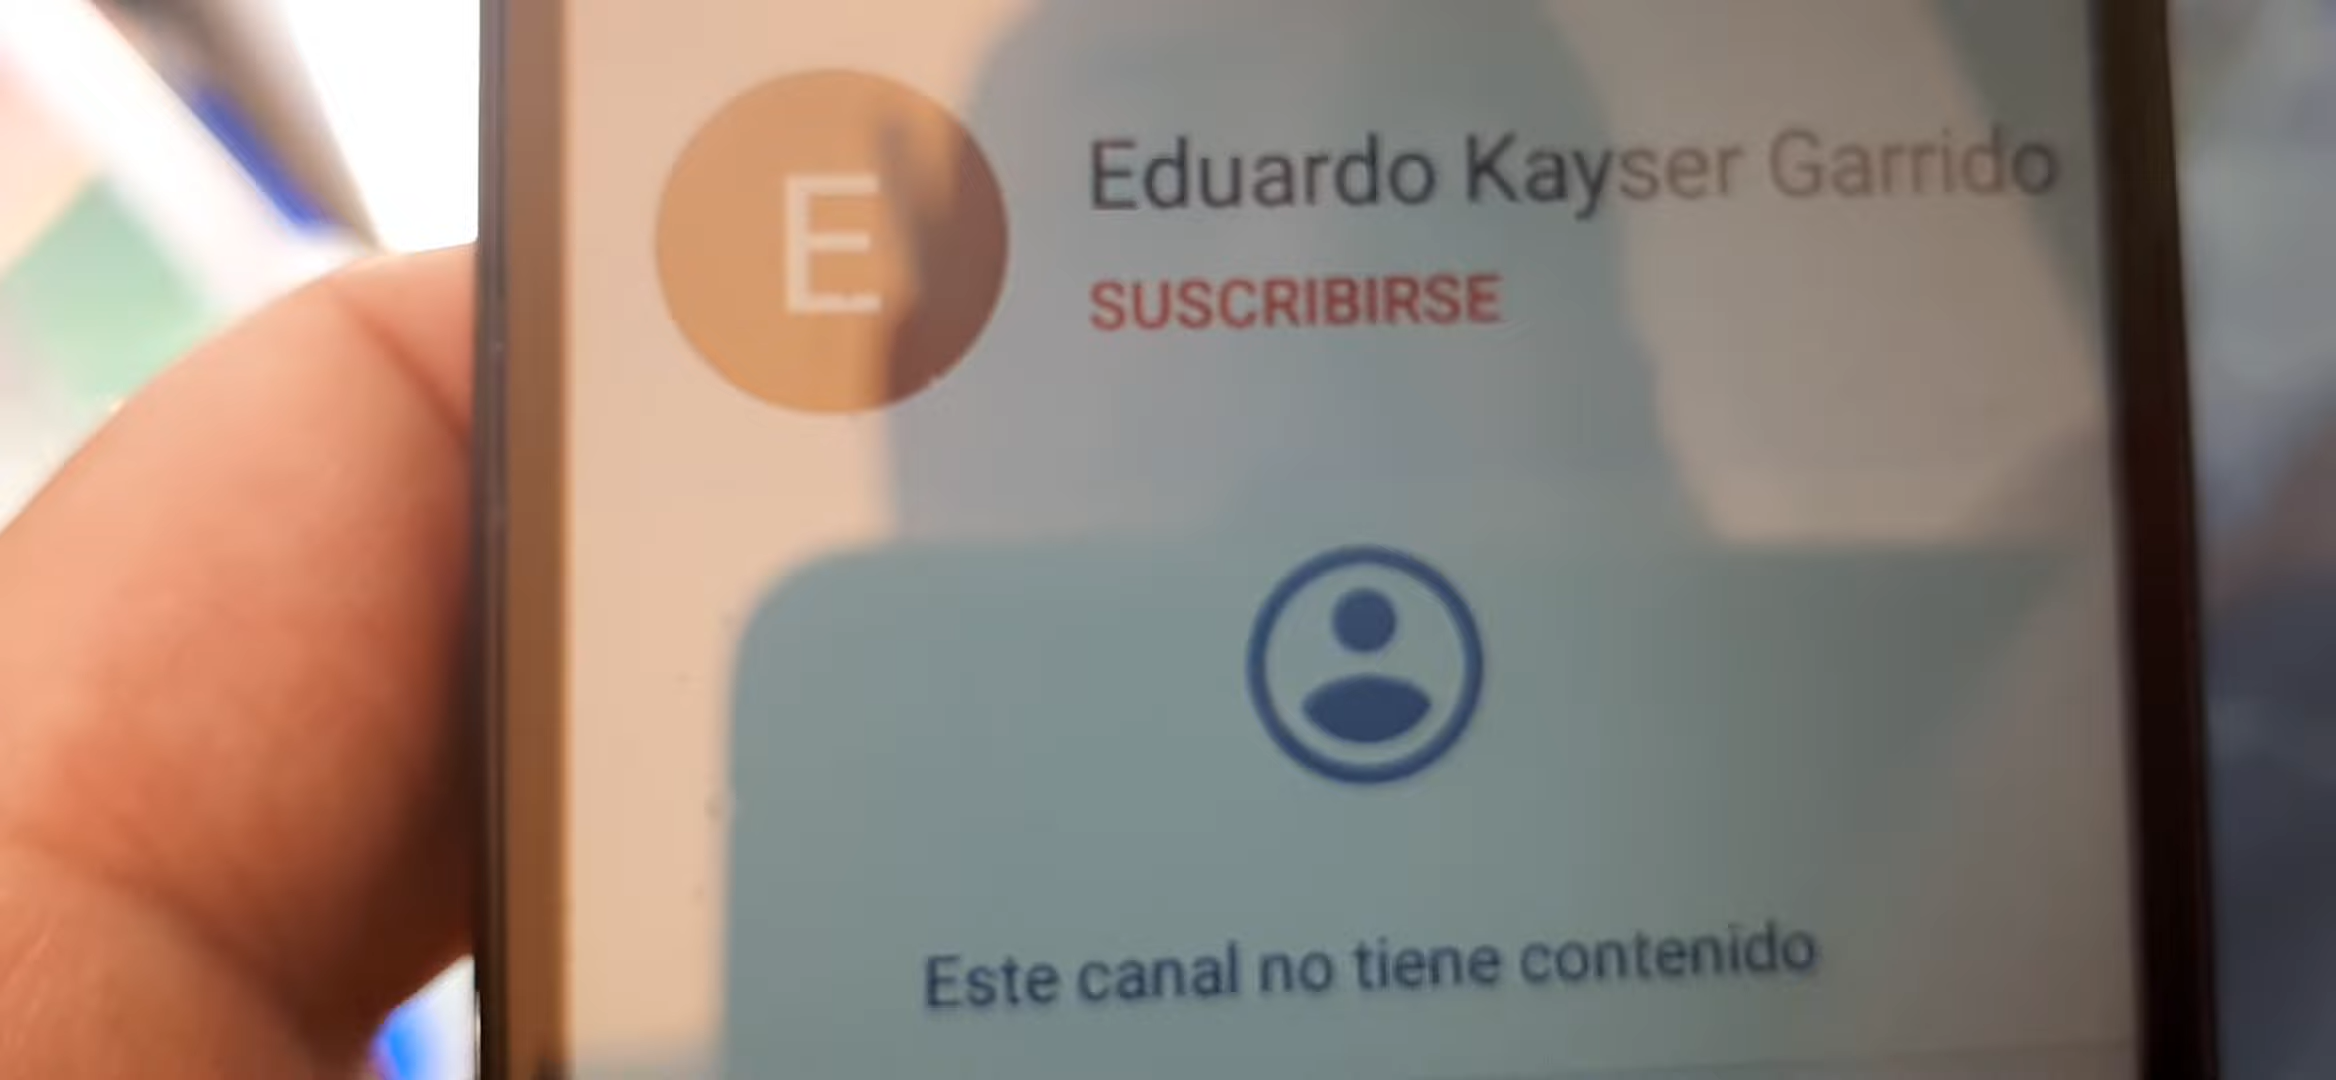 E
Eduardo Kayser Garrido
SUSCRIBIRSE
Este canal no tiene contenido